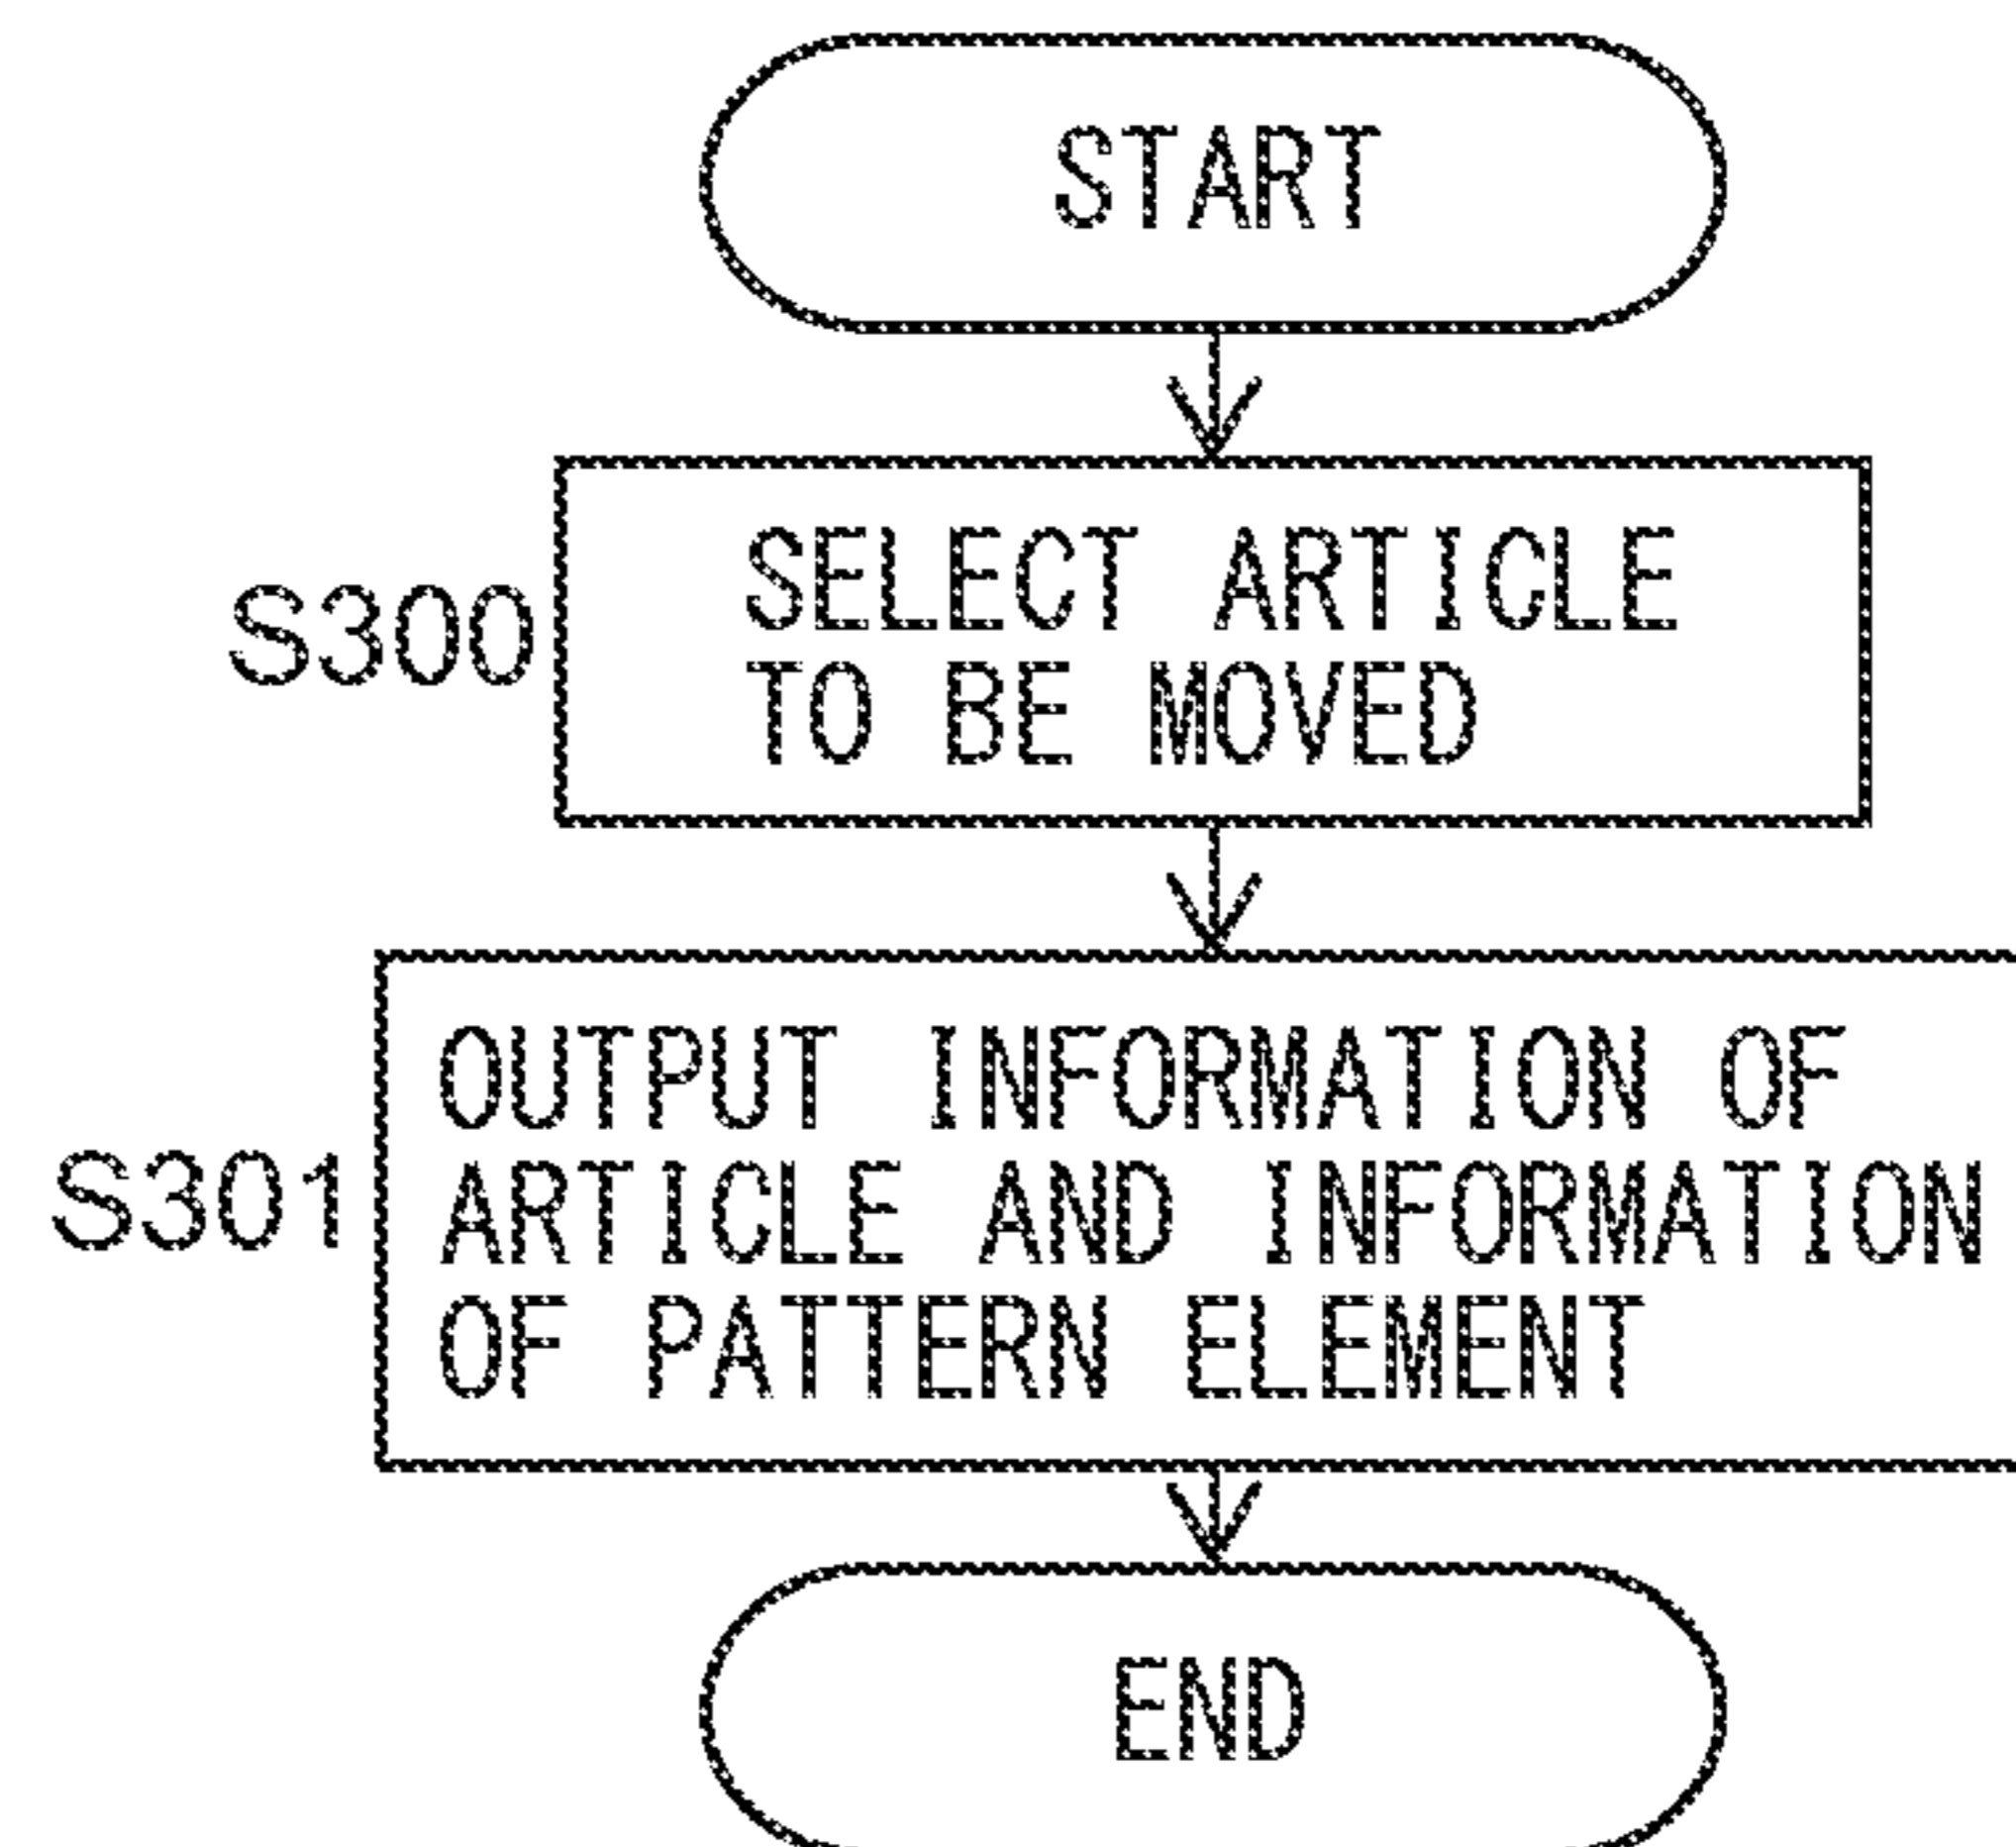 START
S300
SELECT ARTICLE
TO BE MOVED
S301
OUTPUT INFORMATION OF
ARTICLE AND INFORMATION
OF PATTERN ELEMENT
END